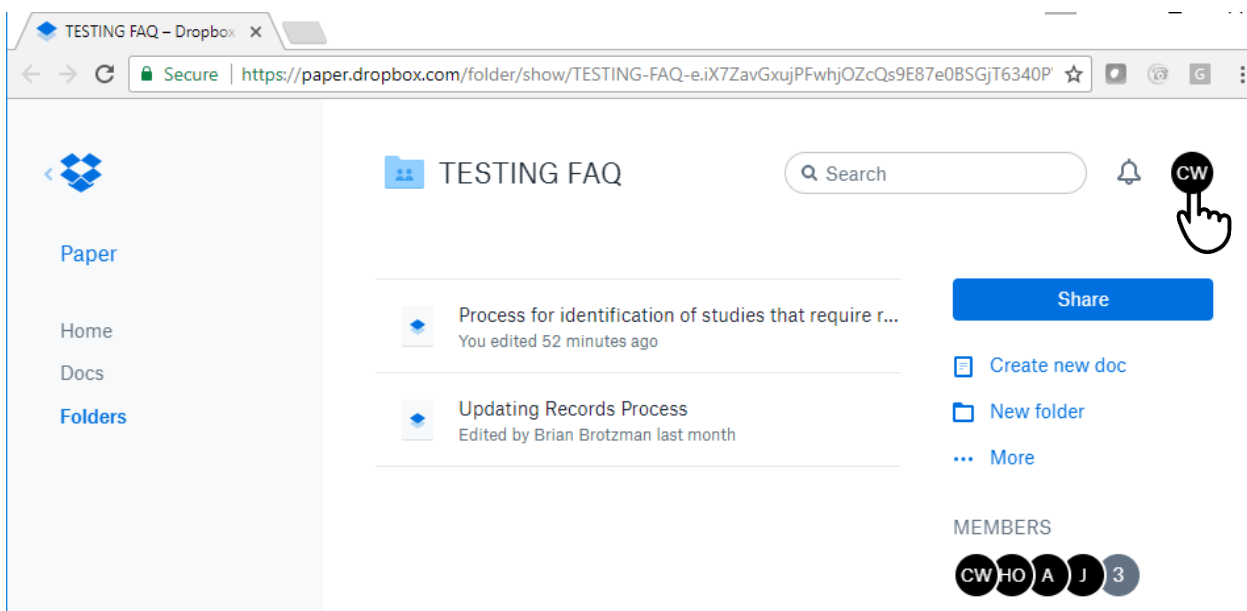 TESTING FAQ – Dropbox
Secure | https://paper.dropbox.com/folder/show/TESTING-FAQ-e.iX7ZavGxujPFwhjOZcQs9E87e0BSGjT6340P
G
TESTING FAQ
Search
CW
Paper
Home
Docs
Folders
Process for identification of studies that require r...
You edited 52 minutes ago
Updating Records Process
Edited by Brian Brotzman last month
Share
Create new doc
New folder
More
MEMBERS
CW HO A J 3